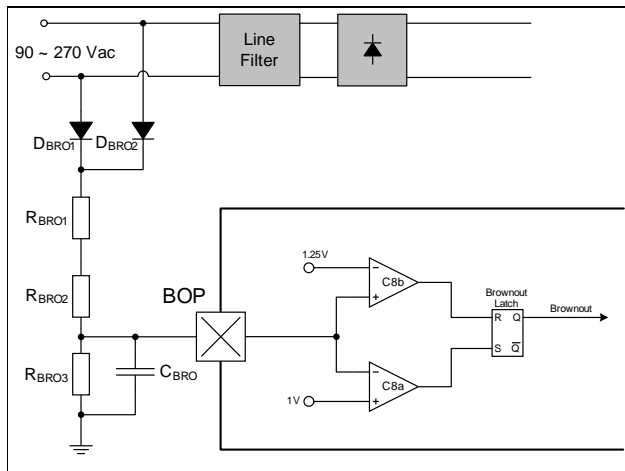 90 ~ 270 Vac
Line
Filter
DBRO1
DBRO2
RBRO1
RBRO2
RBRO3
CBRO
BOP
1.25V
C8b
C8a
1V
Brownout
Latch
R Q
S Q̅
Brownout